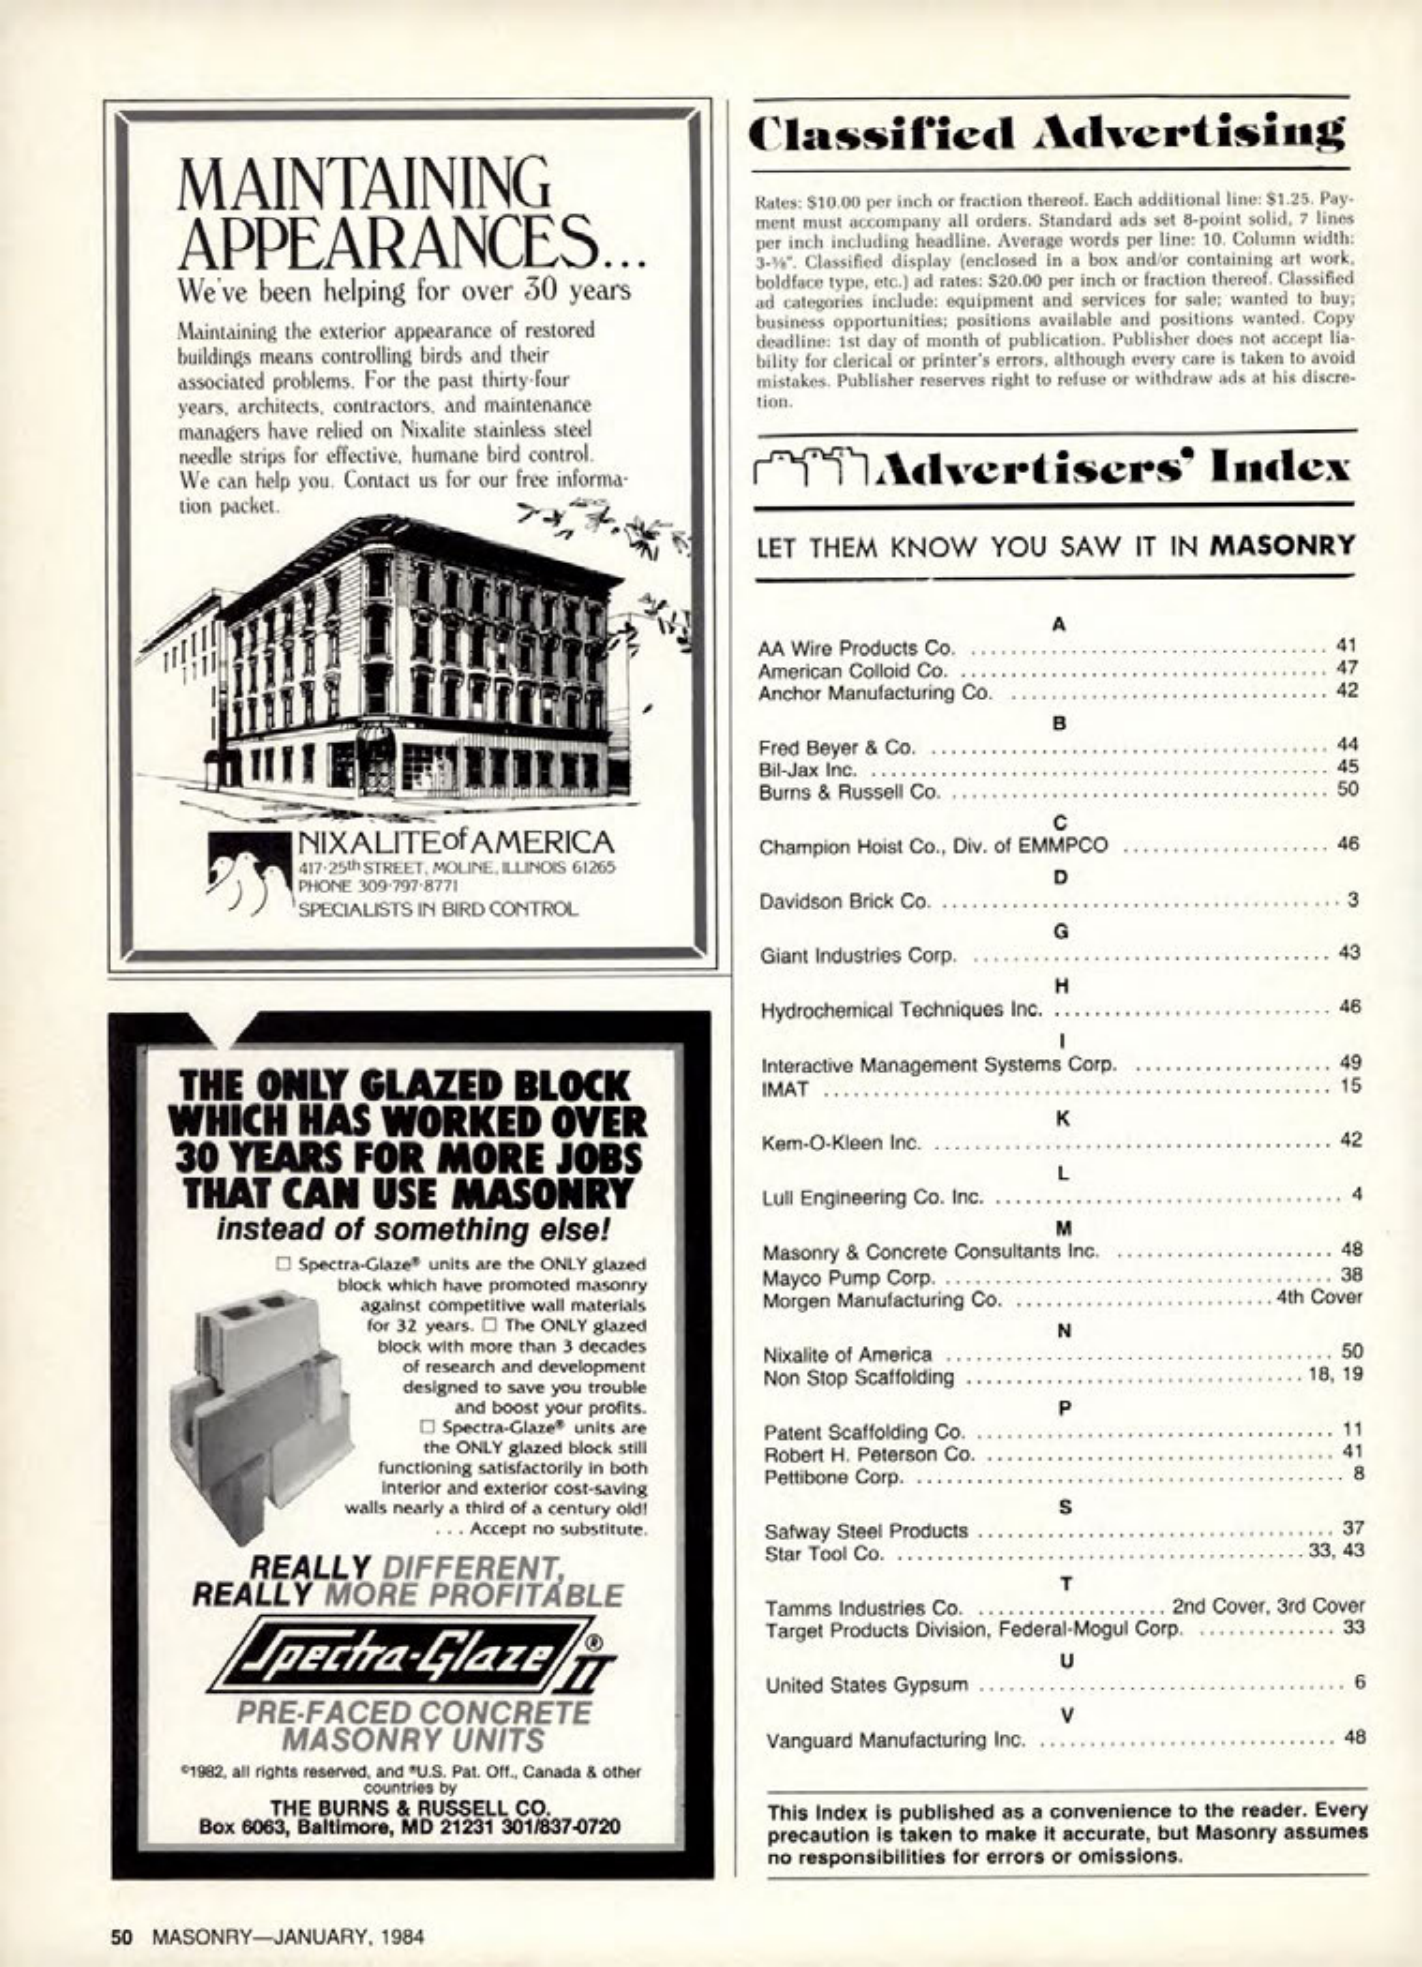 MAINTAINING
APPEARANCES...
We've been helping for over 30 years
Maintaining the exterior appearance of restored
buildings means controlling birds and their
associated problems. For the past thirty-four
years, architects, contractors, and maintenance
managers have relied on Nixalite stainless steel
needle strips for effective, humane bird control.
We can help you. Contact us for our free informa-
tion packet.
NIXALITE of AMERICA
417-25th STREET, MOLINE, ILLINOIS 61265
PHONE 309-797-8771
SPECIALISTS IN BIRD CONTROL
THE ONLY GLAZED BLOCK
WHICH HAS WORKED OVER
30 YEARS FOR MORE JOBS
THAT CAN USE MASONRY
instead of something else!
☐ Spectra-Glaze® units are the ONLY glazed
block which have promoted masonry
against competitive wall materials
for 32 years. ☐ The ONLY glazed
block with more than 3 decades
of research and development
designed to save you trouble
and boost your profits.
☐ Spectra-Glaze® units are
the ONLY glazed block still
functioning satisfactorily in both
interior and exterior cost-saving
walls nearly a third of a century old!
. . . Accept no substitute.
REALLY DIFFERENT,
REALLY MORE PROFITABLE
Spectra-Glaze® II
PRE-FACED CONCRETE
MASONRY UNITS
©1982, all rights reserved, and ®U.S. Pat. Off., Canada & other
countries by
THE BURNS & RUSSELL CO.
Box 6063, Baltimore, MD 21231 301/837-0720
Classified Advertising
Rates: $10.00 per inch or fraction thereof. Each additional line: $1.25. Pay-
ment must accompany all orders. Standard ads set 8-point solid, 7 lines
per inch including headline. Average words per line: 10. Column width:
3-⅜". Classified display (enclosed in a box and/or containing art work,
boldface type, etc.) ad rates: $20.00 per inch or fraction thereof. Classified
ad categories include: equipment and services for sale; wanted to buy;
business opportunities; positions available and positions wanted. Copy
deadline: 1st day of month of publication. Publisher does not accept lia-
bility for clerical or printer's errors, although every care is taken to avoid
mistakes. Publisher reserves right to refuse or withdraw ads at his discre-
tion.
Advertisers' Index
LET THEM KNOW YOU SAW IT IN MASONRY
A
AA Wire Products Co. .......... 41
American Colloid Co. .......... 47
Anchor Manufacturing Co. .......... 42
B
Fred Beyer & Co. .......... 44
Bil-Jax Inc. .......... 45
Burns & Russell Co. .......... 50
C
Champion Hoist Co., Div. of EMMPCO .......... 46
D
Davidson Brick Co. .......... 3
G
Giant Industries Corp. .......... 43
H
Hydrochemical Techniques Inc. .......... 46
I
Interactive Management Systems Corp. .......... 49
IMAT .......... 15
K
Kem-O-Kleen Inc. .......... 42
L
Lull Engineering Co. Inc. .......... 4
M
Masonry & Concrete Consultants Inc. .......... 48
Mayco Pump Corp. .......... 38
Morgen Manufacturing Co. .......... 4th Cover
N
Nixalite of America .......... 50
Non Stop Scaffolding .......... 18, 19
P
Patent Scaffolding Co. .......... 11
Robert H. Peterson Co. .......... 41
Pettibone Corp. .......... 8
S
Safway Steel Products .......... 37
Star Tool Co. .......... 33, 43
T
Tamms Industries Co. .......... 2nd Cover, 3rd Cover
Target Products Division, Federal-Mogul Corp. .......... 33
U
United States Gypsum .......... 6
V
Vanguard Manufacturing Inc. .......... 48
This Index is published as a convenience to the reader. Every
precaution is taken to make it accurate, but Masonry assumes
no responsibilities for errors or omissions.
50 MASONRY—JANUARY, 1984